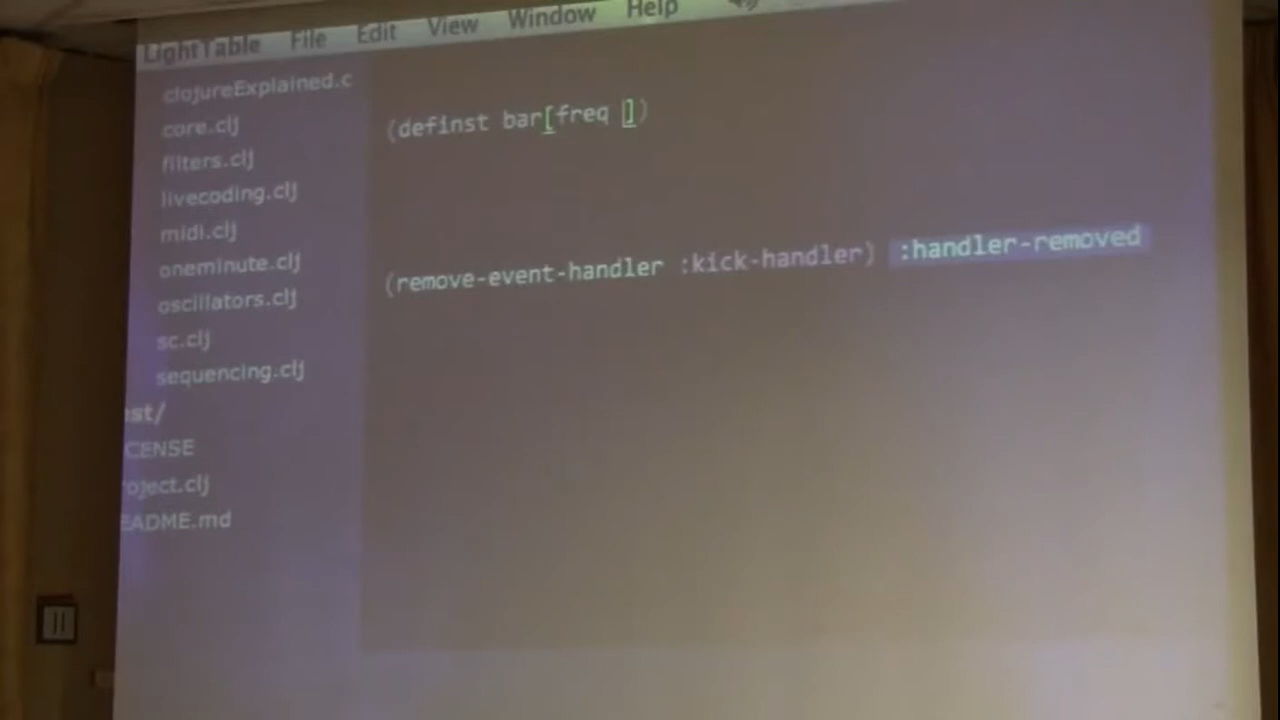 LightTable File Edit View Window Help
clojureExplained.c
core.clj
filters.clj
livecoding.clj
midi.clj
oneminute.clj
oscillators.clj
sc.clj
sequencing.clj
est/
CENSE
oject.clj
EADME.md
(definst bar[freq ])
(remove-event-handler :kick-handler) :handler-removed